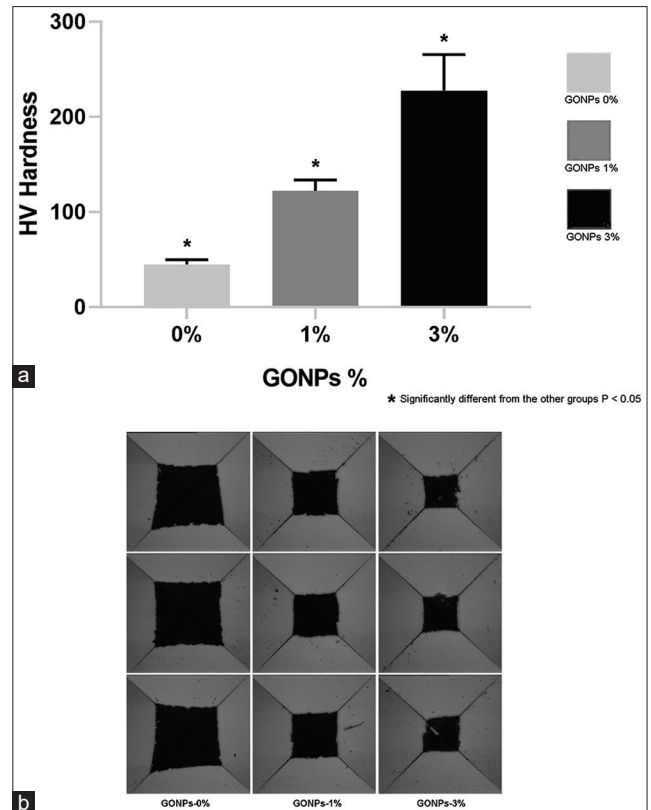 300
200
100
0
HV Hardness
*
*
*
0%
1%
3%
GONPs %
GONPs 0%
GONPs 1%
GONPs 3%
a
* Significantly different from the other groups P < 0.05
GONPs-0%
GONPs-1%
GONPs-3%
b